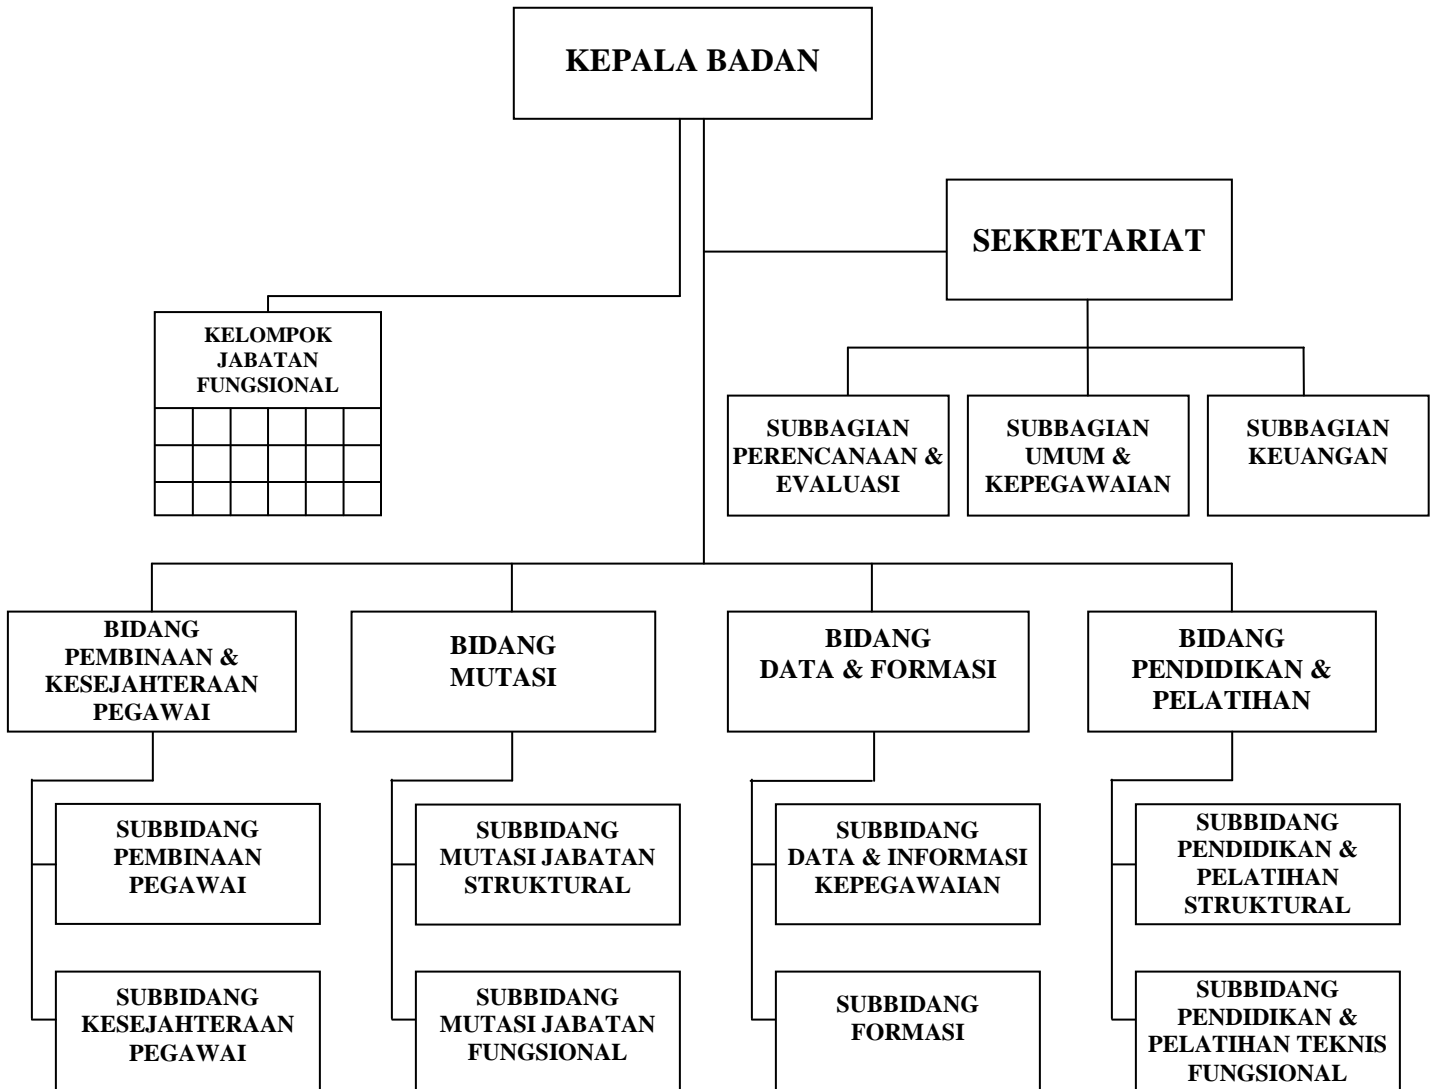 KEPALA BADAN
SEKRETARIAT
KELOMPOK
JABATAN
FUNGSIONAL
SUBBAGIAN
PERENCANAAN &
EVALUASI
SUBBAGIAN
UMUM &
KEPEGAWAIAN
SUBBAGIAN
KEUANGAN
BIDANG
PEMBINAAN &
KESEJAHTERAAN
PEGAWAI
BIDANG
MUTASI
BIDANG
DATA & FORMASI
BIDANG
PENDIDIKAN &
PELATIHAN
SUBBIDANG
PEMBINAAN
PEGAWAI
SUBBIDANG
MUTASI JABATAN
STRUKTURAL
SUBBIDANG
DATA & INFORMASI
KEPEGAWAIAN
SUBBIDANG
PENDIDIKAN &
PELATIHAN
STRUKTURAL
SUBBIDANG
KESEJAHTERAAN
PEGAWAI
SUBBIDANG
MUTASI JABATAN
FUNGSIONAL
SUBBIDANG
FORMASI
SUBBIDANG
PENDIDIKAN &
PELATIHAN TEKNIS
FUNGSIONAL